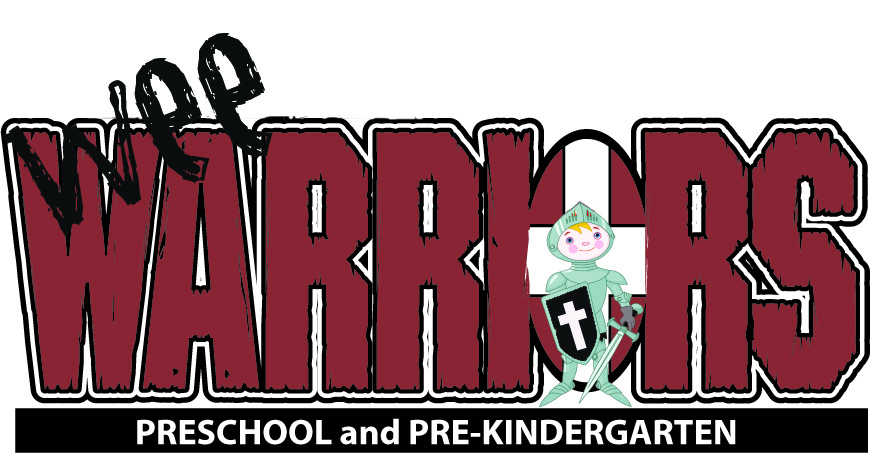 wee
WARRIORS
PRESCHOOL and PRE-KINDERGARTEN